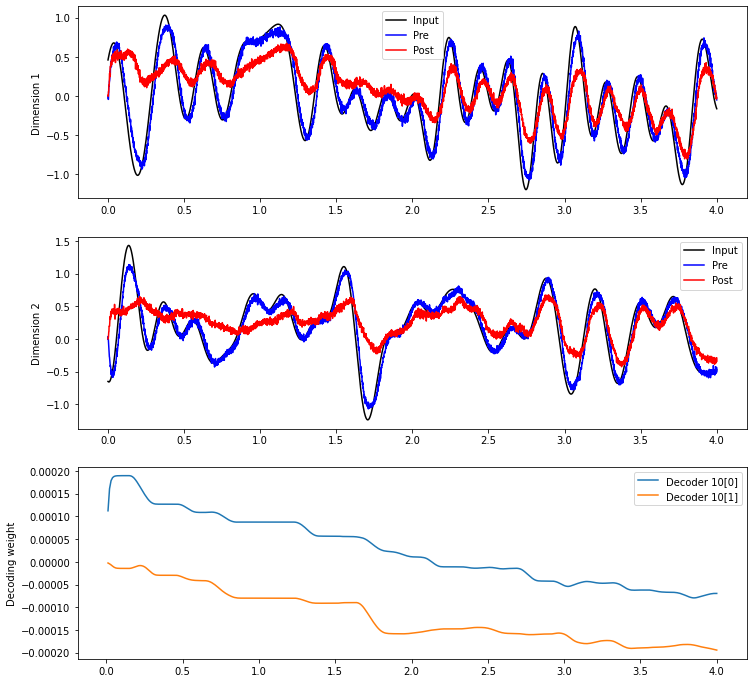 Dimension 1
1.0
0.5
0.0
−0.5
−1.0
Input
Pre
Post
0.0 0.5 1.0 1.5 2.0 2.5 3.0 3.5 4.0
Dimension 2
1.5
1.0
0.5
0.0
−0.5
−1.0
Input
Pre
Post
0.0 0.5 1.0 1.5 2.0 2.5 3.0 3.5 4.0
Decoding weight
0.00020
0.00015
0.00010
0.00005
0.00000
−0.00005
−0.00010
−0.00015
−0.00020
Decoder 10[0]
Decoder 10[1]
0.0 0.5 1.0 1.5 2.0 2.5 3.0 3.5 4.0